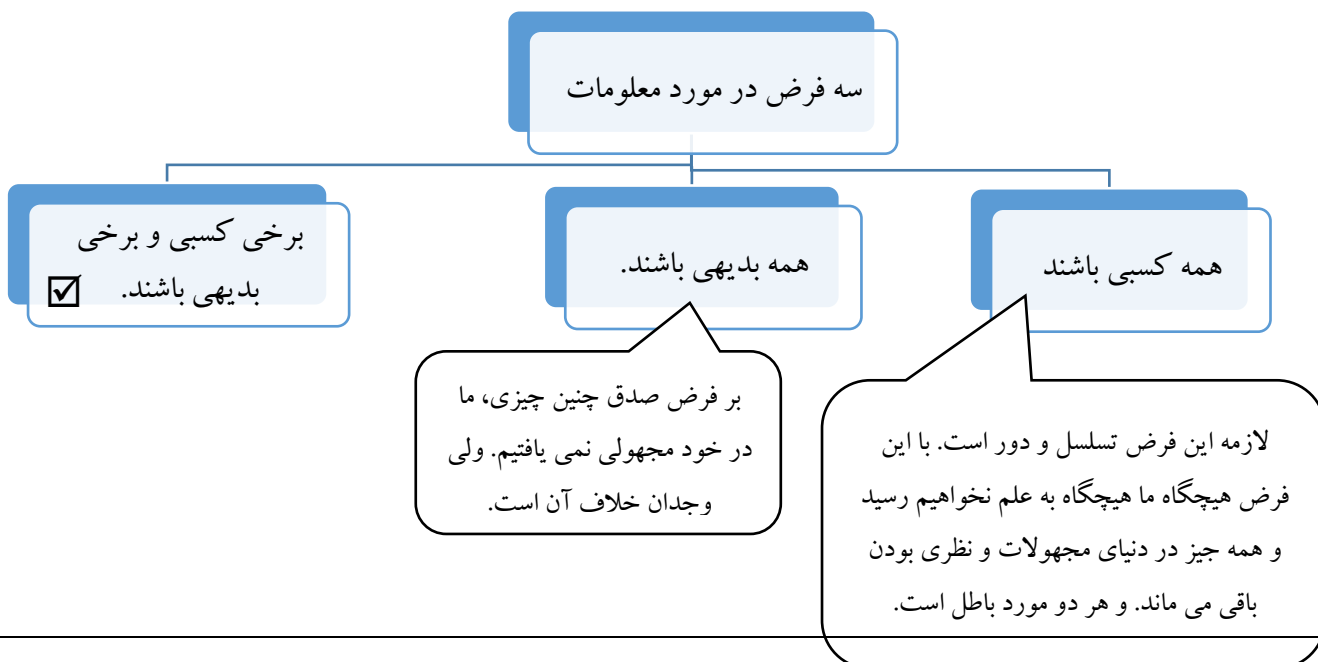 سه فرض در مورد معلومات
همه کسبی باشند
همه بدیهی باشند.
برخی کسبی و برخی
بدیهی باشند. ☑
لازمه این فرض تسلسل و دور است. با این
فرض هیچگاه ما هیچگاه به علم نخواهیم رسید
و همه جیز در دنیای مجهولات و نظری بودن
باقی می ماند. و هر دو مورد باطل است.
بر فرض صدق چنین چیزی، ما
در خود مجهولی نمی یافتیم. ولی
وجدان خلاف آن است.